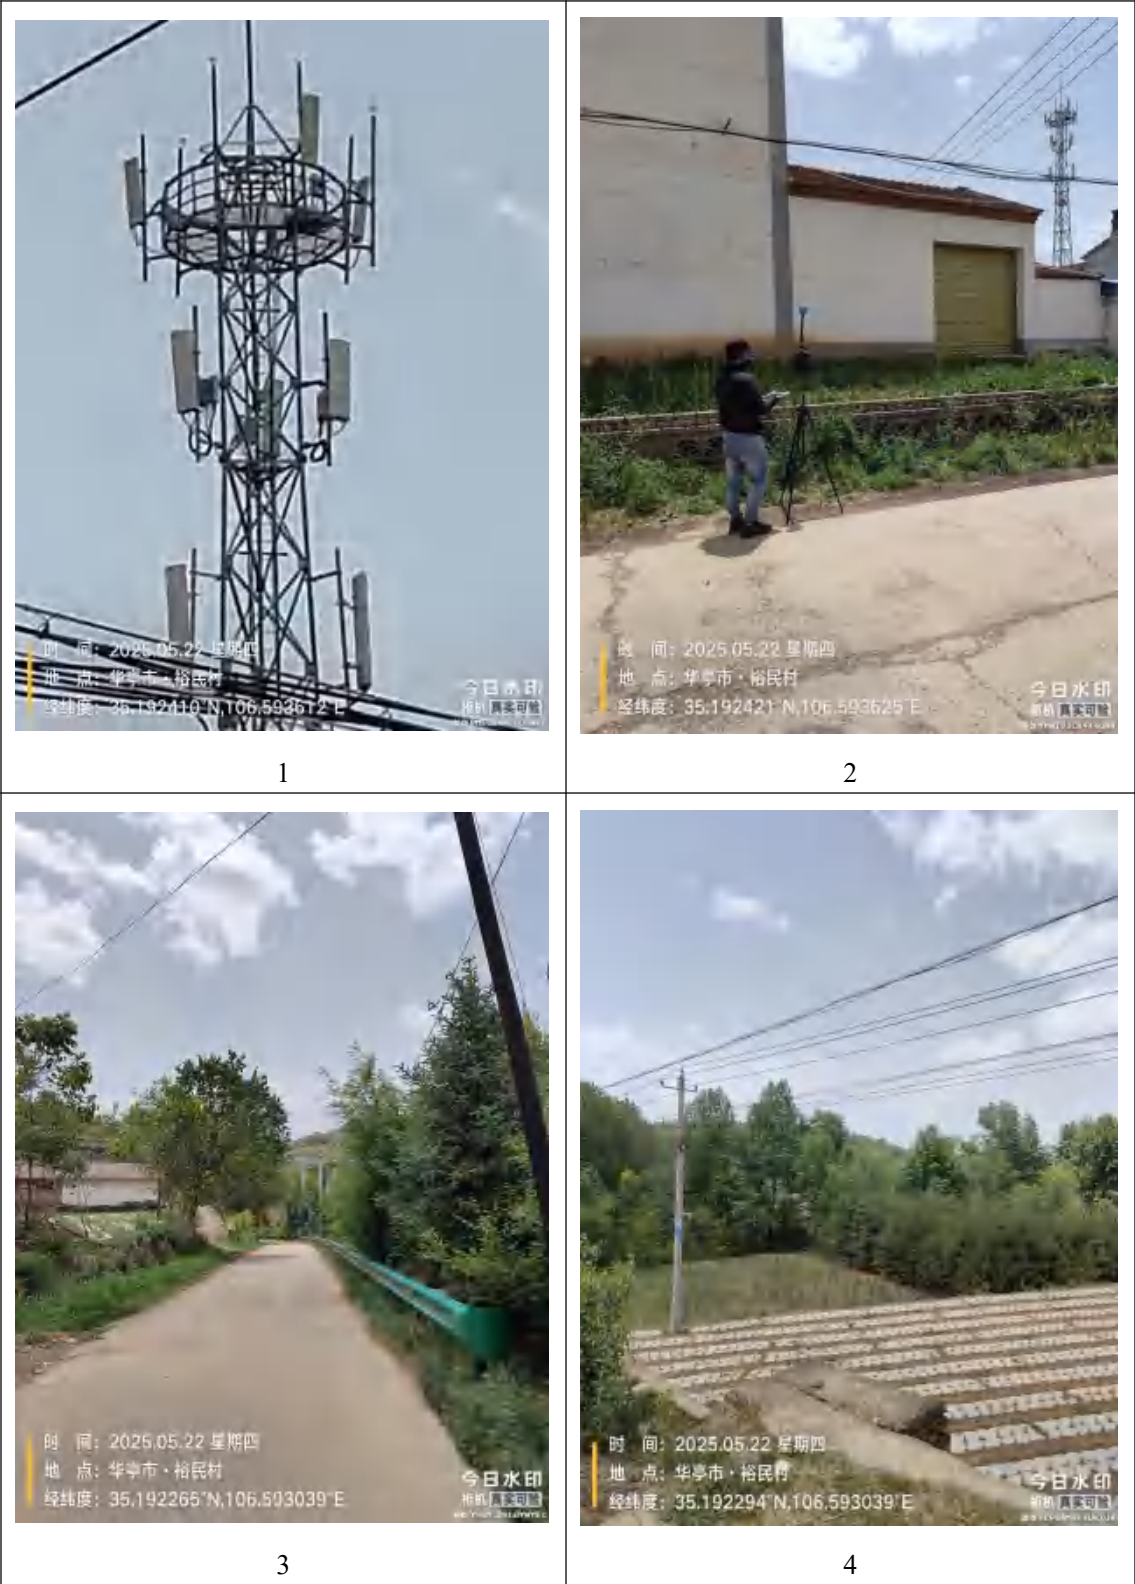 时 间：2025.05.22 星期四
地 点：华亭市·裕民村
经纬度：35.192410°N,106.593612°E
今日水印
相机 真实可验
1
时 间：2025.05.22 星期四
地 点：华亭市·裕民村
经纬度：35.192421°N,106.593625°E
今日水印
相机 真实可验
2
时 间：2025.05.22 星期四
地 点：华亭市·裕民村
经纬度：35.192265°N,106.593039°E
今日水印
相机 真实可验
3
时 间：2025.05.22 星期四
地 点：华亭市·裕民村
经纬度：35.192294°N,106.593039°E
今日水印
相机 真实可验
4